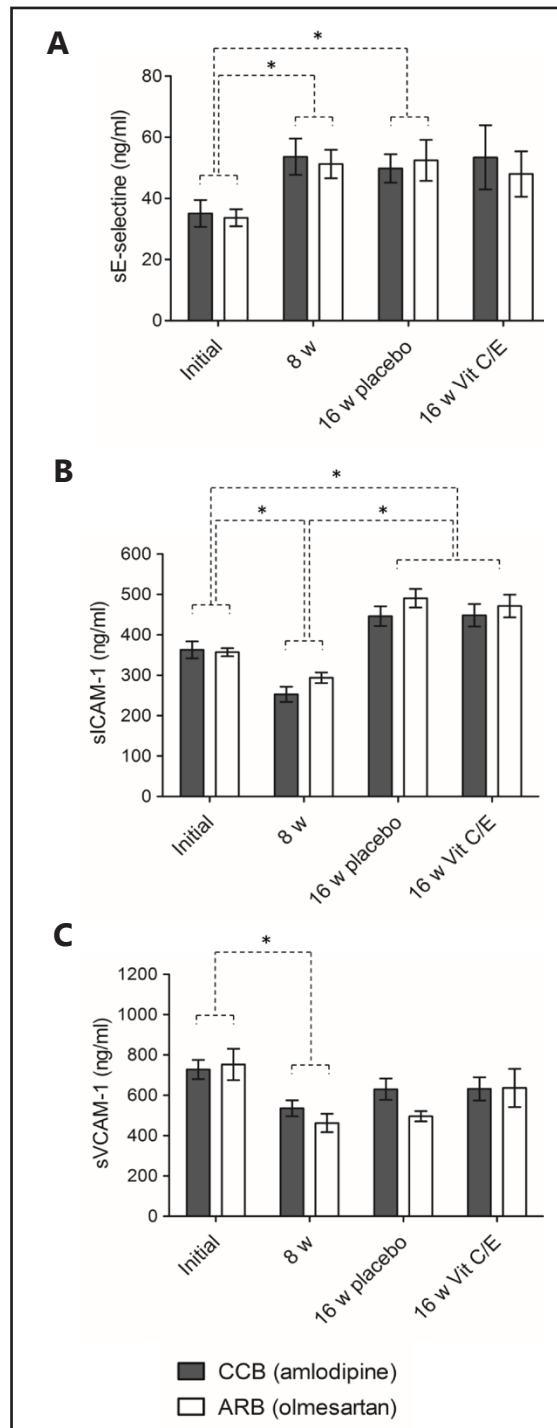 A
*
*
80
60
40
20
0
sE-selectine (ng/ml)
Initial
8 w
16 w placebo
16 w Vit C/E
B
*
*
*
600
500
400
300
200
100
0
sICAM-1 (ng/ml)
Initial
8 w
16 w placebo
16 w Vit C/E
C
*
1200
1000
800
600
400
200
0
sVCAM-1 (ng/ml)
Initial
8 w
16 w placebo
16 w Vit C/E
CCB (amlodipine)
ARB (olmesartan)